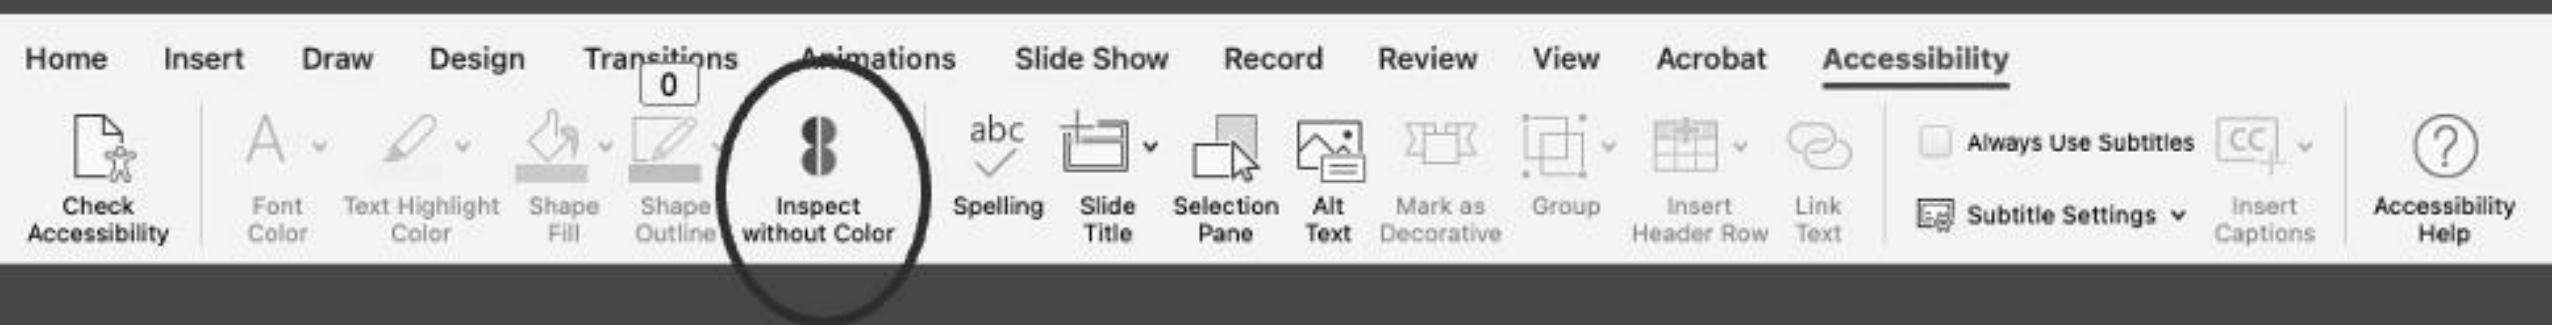 Home Insert Draw Design Transitions Animations Slide Show Record Review View Acrobat Accessibility
0
abc
CC
Always Use Subtitles
Check Accessibility
Font Color
Text Highlight Color
Shape Fill
Shape Outline
Inspect without Color
Spelling
Slide Title
Selection Pane
Alt Text
Mark as Decorative
Group
Insert Header Row
Link Text
Subtitle Settings
Insert Captions
Accessibility Help